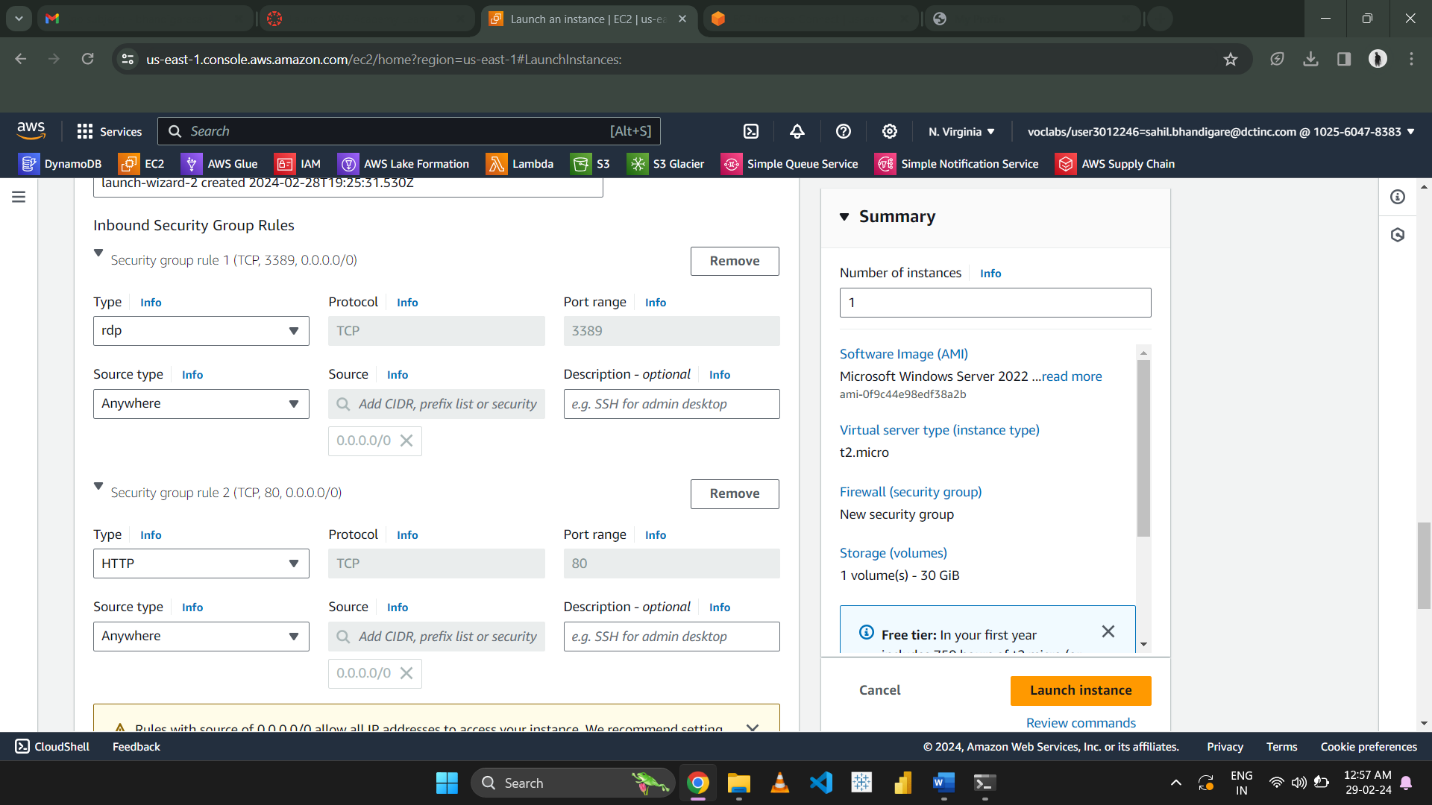 Launch an instance | EC2 | us-ea
us-east-1.console.aws.amazon.com/ec2/home?region=us-east-1#LaunchInstances:
aws
Services
Search
[Alt+S]
N. Virginia
voclabs/user3012246=sahil.bhandigare@dctinc.com @ 1025-6047-8383
DynamoDB
EC2
AWS Glue
IAM
AWS Lake Formation
Lambda
S3
S3 Glacier
Simple Queue Service
Simple Notification Service
AWS Supply Chain
launch-wizard-2 created 2024-02-28T19:25:31.530Z
Inbound Security Group Rules
Security group rule 1 (TCP, 3389, 0.0.0.0/0)
Remove
Type Info
Protocol Info
Port range Info
rdp
TCP
3389
Source type Info
Source Info
Description - optional Info
Anywhere
Add CIDR, prefix list or security
e.g. SSH for admin desktop
0.0.0.0/0
Security group rule 2 (TCP, 80, 0.0.0.0/0)
Remove
Type Info
Protocol Info
Port range Info
HTTP
TCP
80
Source type Info
Source Info
Description - optional Info
Anywhere
Add CIDR, prefix list or security
e.g. SSH for admin desktop
0.0.0.0/0
Rules with source of 0.0.0.0/0 allow all IP addresses to access your instance. We recommend setting
Summary
Number of instances Info
1
Software Image (AMI)
Microsoft Windows Server 2022 ...read more
ami-0f9c44e98edf38a2b
Virtual server type (instance type)
t2.micro
Firewall (security group)
New security group
Storage (volumes)
1 volume(s) - 30 GiB
Free tier: In your first year
Cancel
Launch instance
Review commands
CloudShell
Feedback
© 2024, Amazon Web Services, Inc. or its affiliates.
Privacy
Terms
Cookie preferences
Search
ENG
IN
12:57 AM
29-02-24